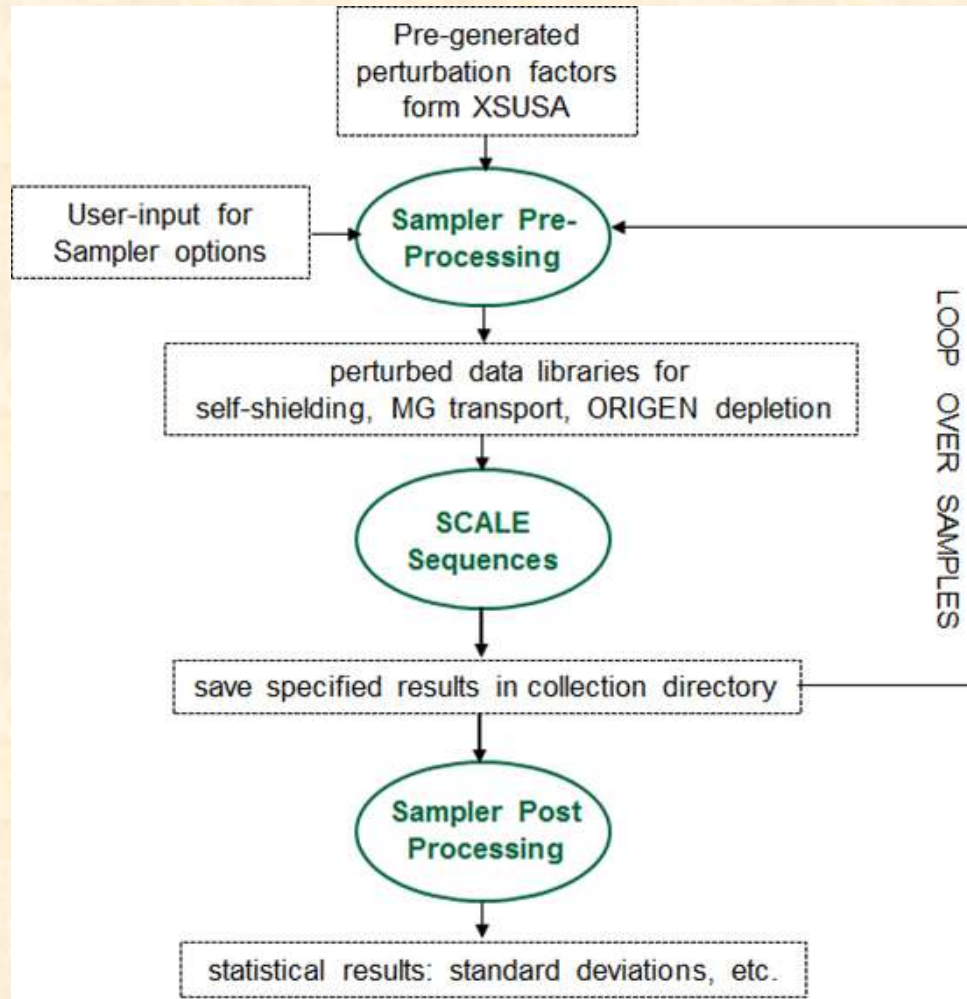 Pre-generated
perturbation factors
form XSUSA
User-input for
Sampler options
Sampler Pre-
Processing
perturbed data libraries for
self-shielding, MG transport, ORIGEN depletion
SCALE
Sequences
LOOP OVER SAMPLES
save specified results in collection directory
Sampler Post
Processing
statistical results: standard deviations, etc.